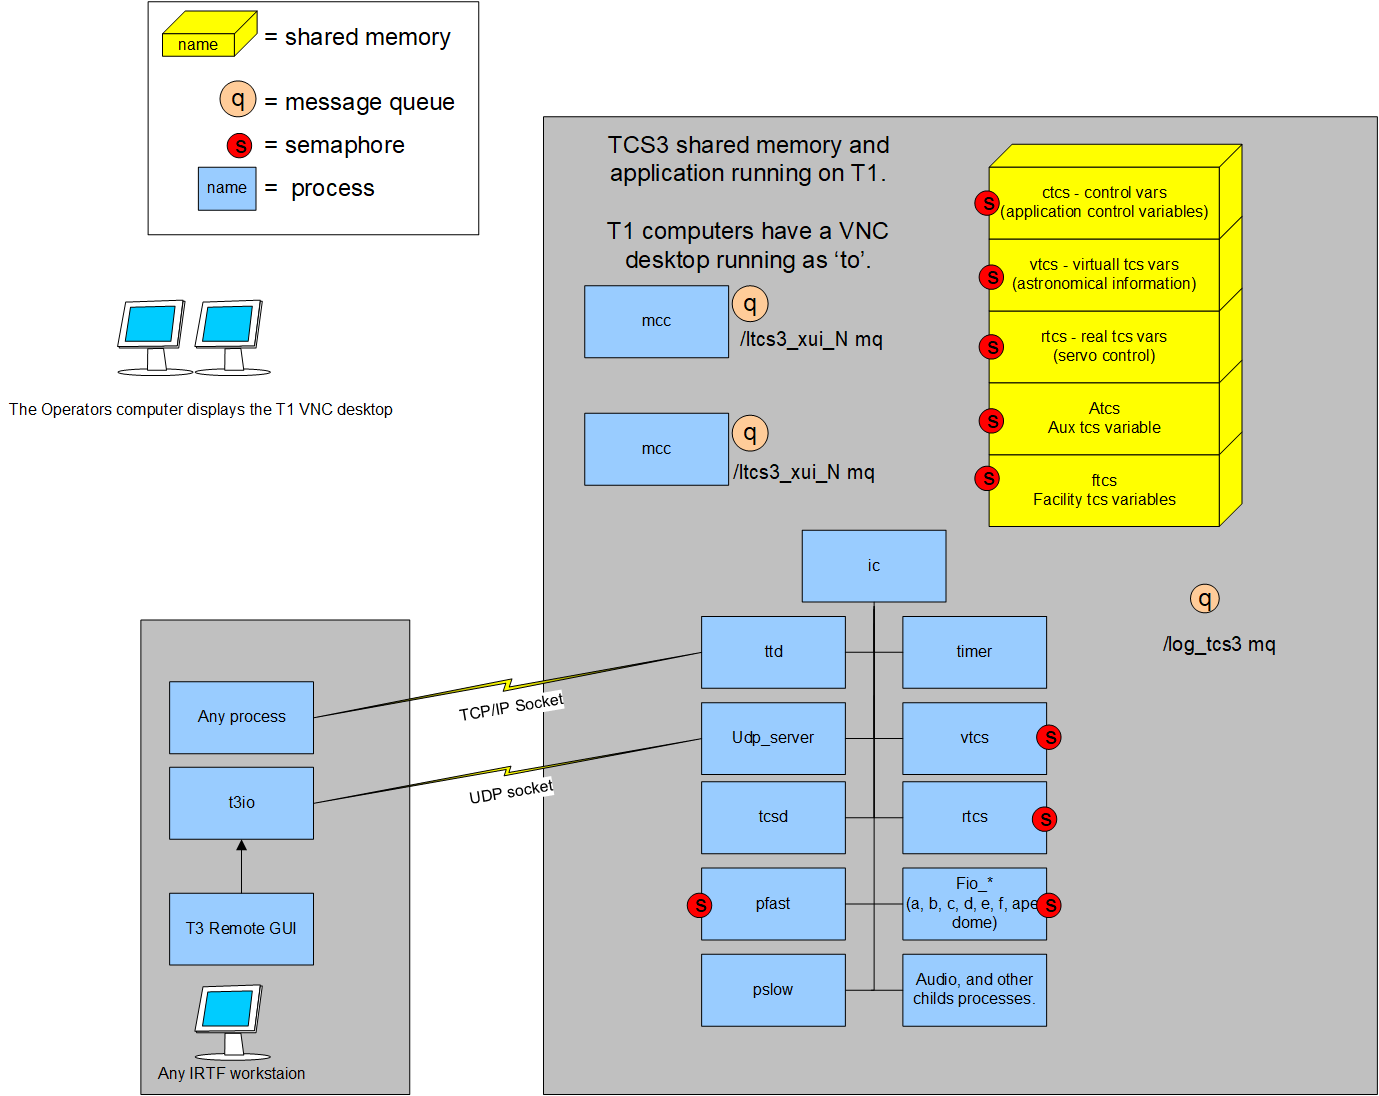 name
= shared memory
q
= message queue
S
= semaphore
name
= process
The Operators computer displays the T1 VNC desktop
TCS3 shared memory and
application running on T1.
T1 computers have a VNC
desktop running as ‘to’.
mcc
q
/ltcs3_xui_N mq
mcc
q
/ltcs3_xui_N mq
S
ctcs - control vars
(application control variables)
S
vtcs - virtuall tcs vars
(astronomical information)
S
rtcs - real tcs vars
(servo control)
S
Atcs
Aux tcs variable
S
ftcs
Facility tcs variables
q
/log_tcs3 mq
ic
ttd
timer
Udp_server
vtcs
S
tcsd
rtcs
S
S
pfast
Fio_*
(a, b, c, d, e, f, ape
dome)
S
pslow
Audio, and other
childs processes.
TCP/IP Socket
UDP socket
Any process
t3io
T3 Remote GUI
Any IRTF workstaion